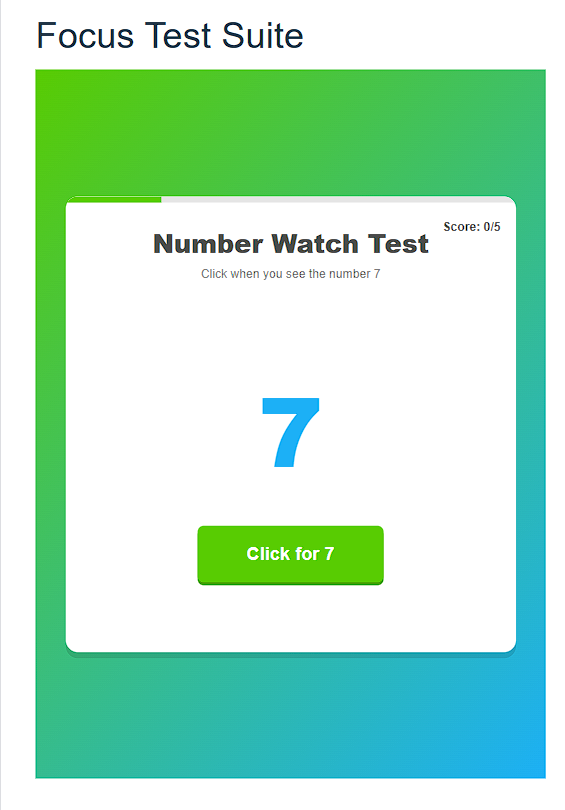 Focus Test Suite
Score: 0/5
Number Watch Test
Click when you see the number 7
7
Click for 7